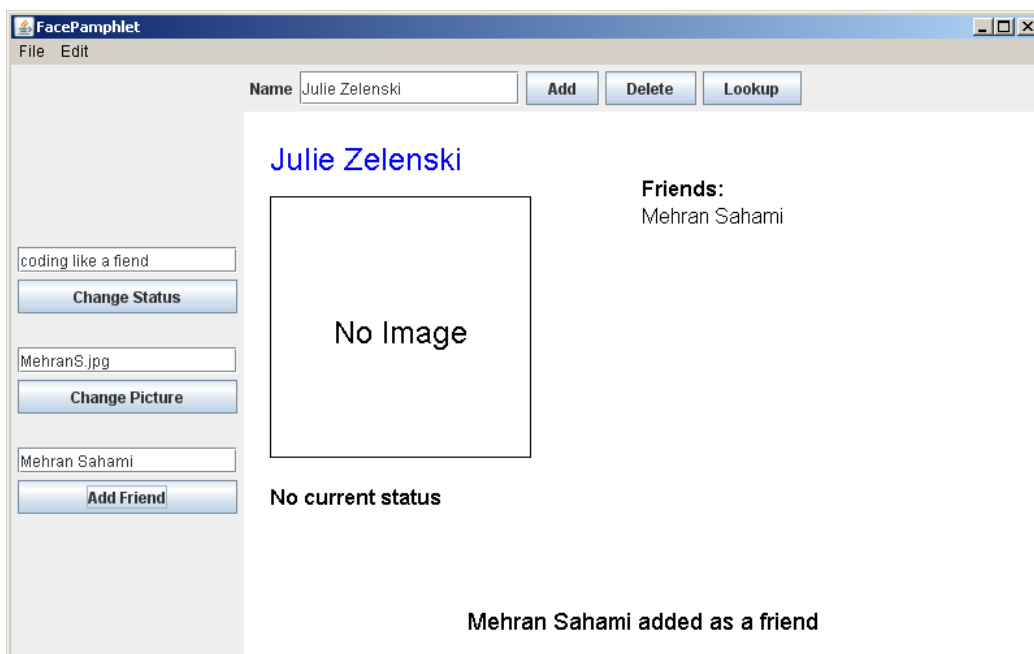 FacePamphlet
File Edit
Name Julie Zelenski Add Delete Lookup
Julie Zelenski
Friends:
Mehran Sahami
coding like a fiend
Change Status
No Image
MehranS.jpg
Change Picture
Mehran Sahami
Add Friend
No current status
Mehran Sahami added as a friend